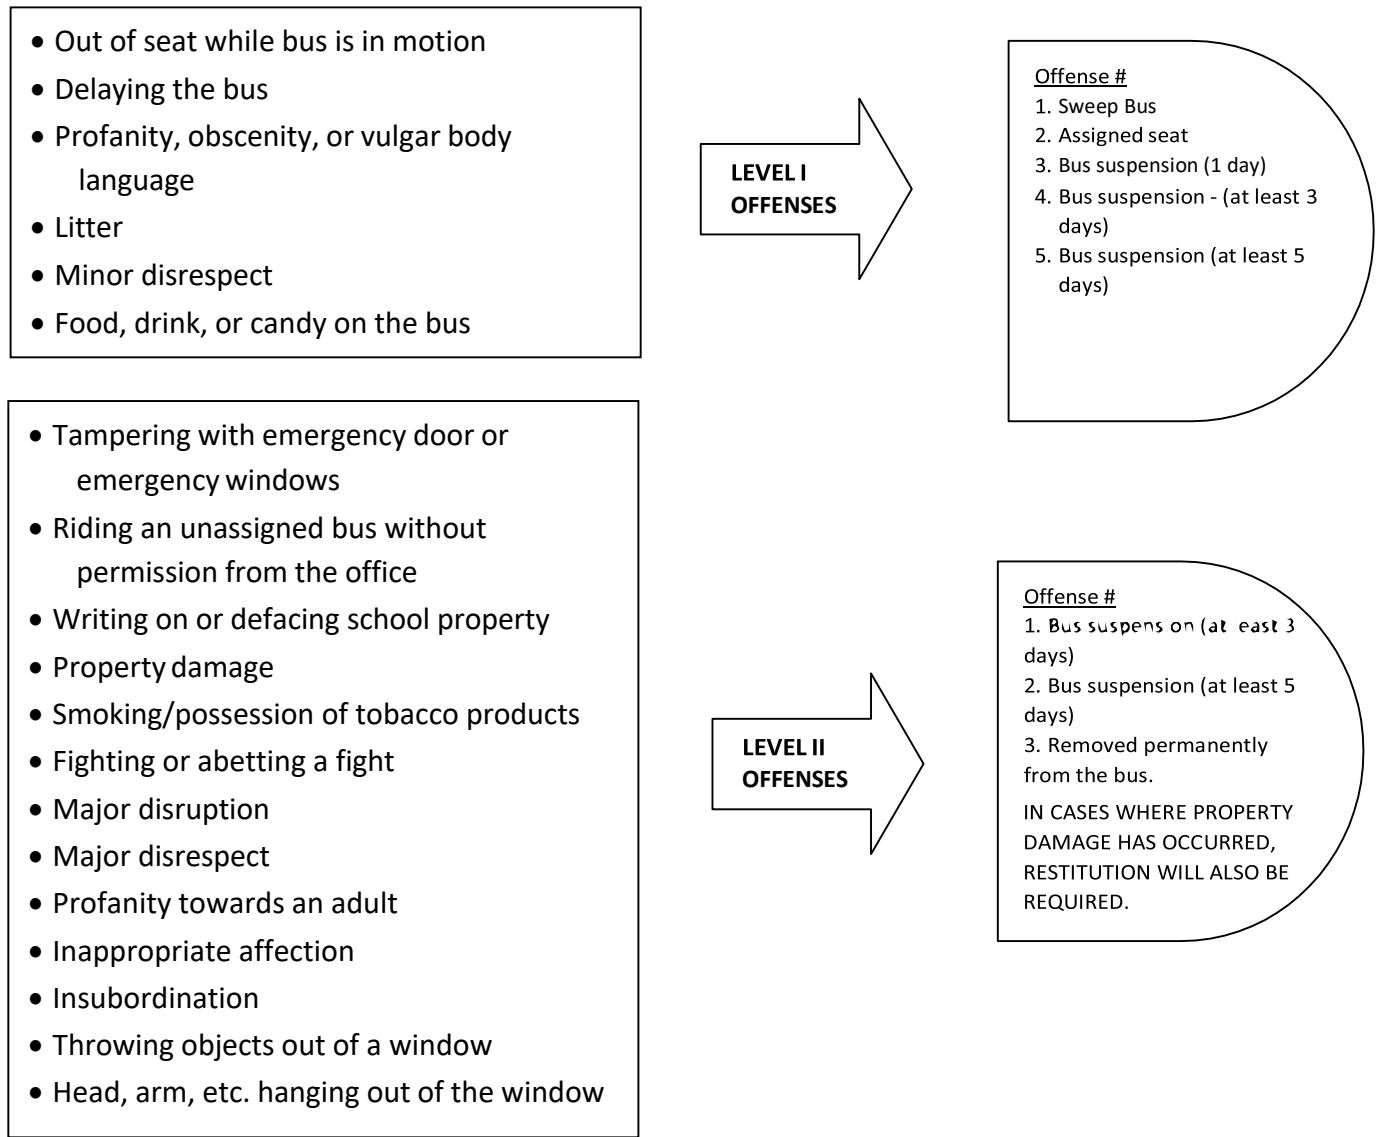 • Out of seat while bus is in motion
• Delaying the bus
• Profanity, obscenity, or vulgar body
language
• Litter
• Minor disrespect
• Food, drink, or candy on the bus
LEVEL I
OFFENSES
Offense #
1. Sweep Bus
2. Assigned seat
3. Bus suspension (1 day)
4. Bus suspension - (at least 3
days)
5. Bus suspension (at least 5
days)
• Tampering with emergency door or
emergency windows
• Riding an unassigned bus without
permission from the office
• Writing on or defacing school property
• Property damage
• Smoking/possession of tobacco products
• Fighting or abetting a fight
• Major disruption
• Major disrespect
• Profanity towards an adult
• Inappropriate affection
• Insubordination
• Throwing objects out of a window
• Head, arm, etc. hanging out of the window
LEVEL II
OFFENSES
Offense #
1. Bus suspens on (at east 3
days)
2. Bus suspension (at least 5
days)
3. Removed permanently
from the bus.
IN CASES WHERE PROPERTY
DAMAGE HAS OCCURRED,
RESTITUTION WILL ALSO BE
REQUIRED.